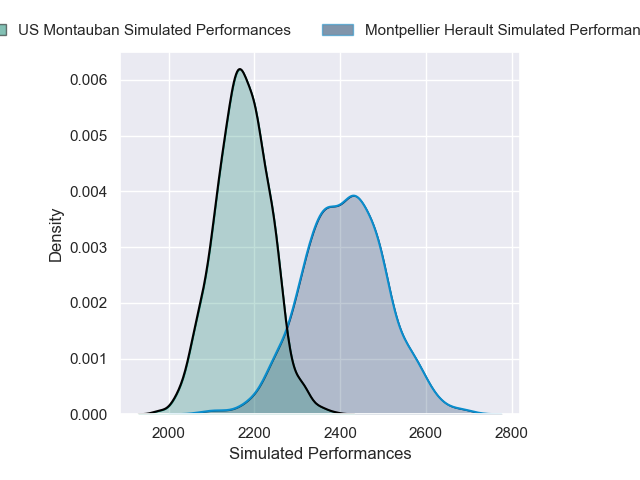 US Montauban Simulated Performances
Montpellier Herault Simulated Performan
0.006
0.005
0.004
0.003
0.002
0.001
0.000
Density
2000 2200 2400 2600 2800
Simulated Performances